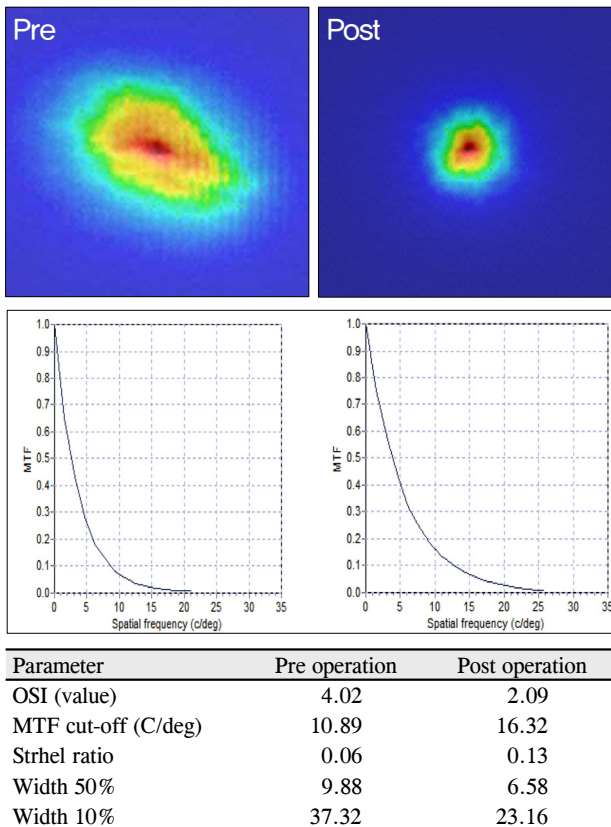 Pre Post
1.0 1.0
0.9 0.9
0.8 0.8
0.7 0.7
0.6 0.6
0.5 0.5
0.4 0.4
0.3 0.3
0.2 0.2
0.1 0.1
0.0 0.0
MTF MTF
0 5 10 15 20 25 30 35 0 5 10 15 20 25 30 35
Spatial frequency (c/deg) Spatial frequency (c/deg)
Parameter Pre operation Post operation
OSI (value) 4.02 2.09
MTF cut-off (C/deg) 10.89 16.32
Strhel ratio 0.06 0.13
Width 50% 9.88 6.58
Width 10% 37.32 23.16